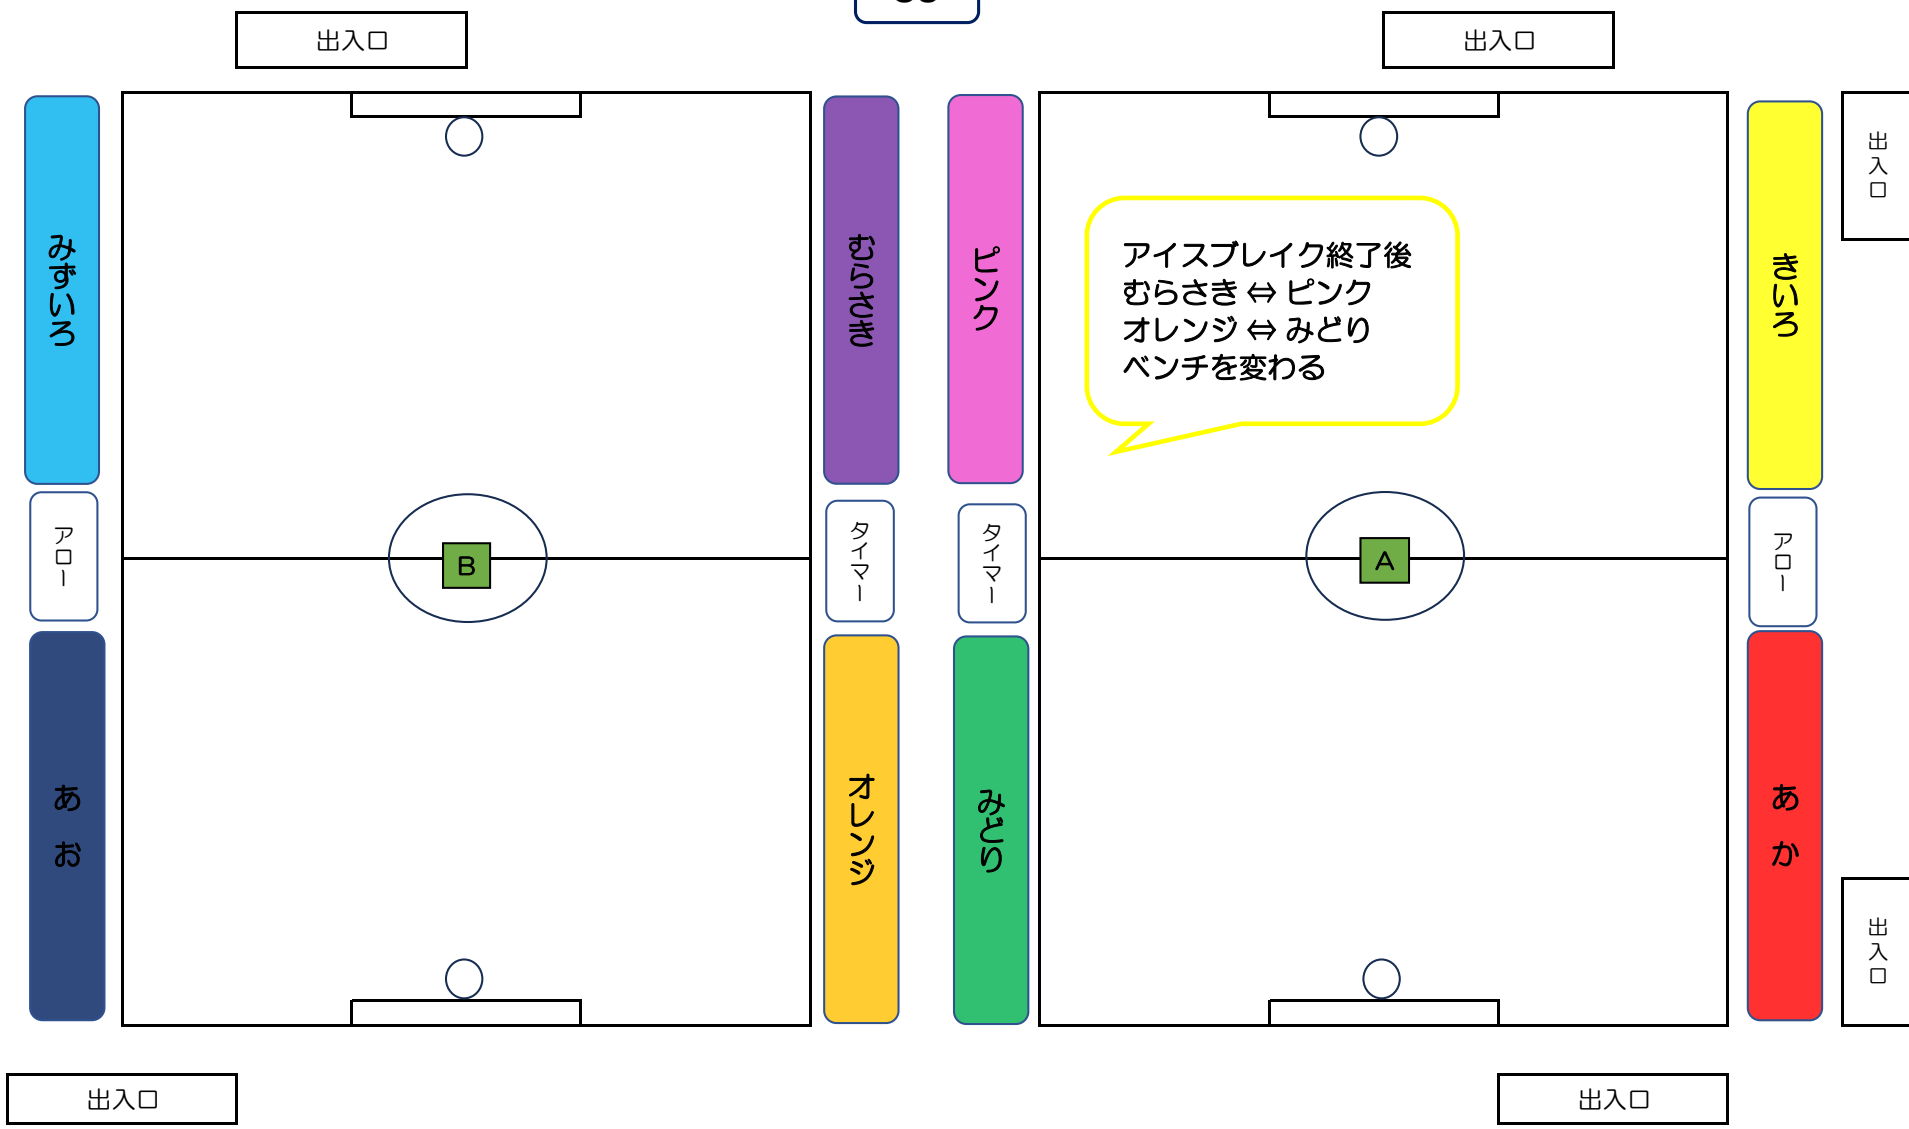 出入口
出入口
みずいろ
むらさき
ピンク
きいろ
出入口
アイスブレイク終了後
むらさき ⇔ ピンク
オレンジ ⇔ みどり
ベンチを変わる
アロー
B
タイマー
タイマー
A
アロー
あお
オレンジ
みどり
あか
出入口
出入口
出入口